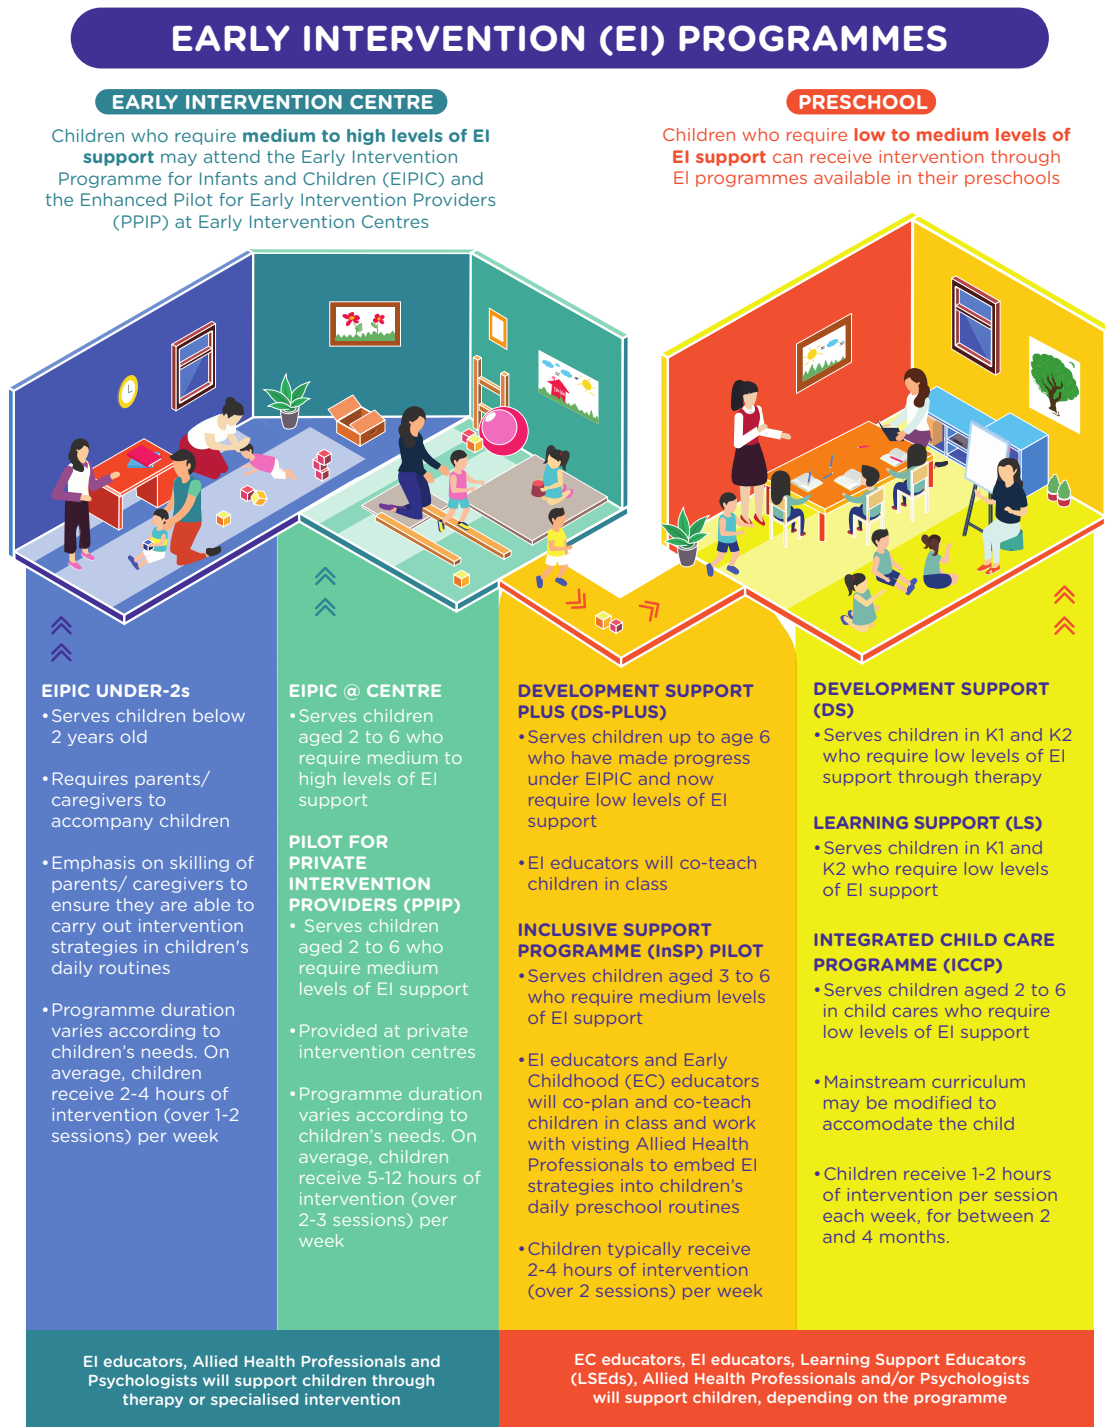 EARLY INTERVENTION (EI) PROGRAMMES
EARLY INTERVENTION CENTRE
Children who require medium to high levels of EI
support may attend the Early Intervention
Programme for Infants and Children (EIPIC) and
the Enhanced Pilot for Early Intervention Providers
(PPIP) at Early Intervention Centres
PRESCHOOL
Children who require low to medium levels of
EI support can receive intervention through
EI programmes available in their preschools
EIPIC UNDER-2s
•Serves children below
2 years old
•Requires parents/
caregivers to
accompany children
•Emphasis on skilling of
parents/ caregivers to
ensure they are able to
carry out intervention
strategies in children's
daily routines
•Programme duration
varies according to
children's needs. On
average, children
receive 2-4 hours of
intervention (over 1-2
sessions) per week
EIPIC @ CENTRE
•Serves children
aged 2 to 6 who
require medium to
high levels of EI
support
PILOT FOR
PRIVATE
INTERVENTION
PROVIDERS (PPIP)
• Serves children
aged 2 to 6 who
require medium
levels of EI support
•Provided at private
intervention centres
•Programme duration
varies according to
children's needs. On
average, children
receive 5-12 hours of
intervention (over
2-3 sessions) per
week
DEVELOPMENT SUPPORT
PLUS (DS-PLUS)
•Serves children up to age 6
who have made progress
under EIPIC and now
require low levels of EI
support
•EI educators will co-teach
children in class
INCLUSIVE SUPPORT
PROGRAMME (InSP) PILOT
•Serves children aged 3 to 6
who require medium levels
of EI support
•EI educators and Early
Childhood (EC) educators
will co-plan and co-teach
children in class and work
with visting Allied Health
Professionals to embed EI
strategies into children's
daily preschool routines
•Children typically receive
2-4 hours of intervention
(over 2 sessions) per week
DEVELOPMENT SUPPORT
(DS)
•Serves children in K1 and K2
who require low levels of EI
support through therapy
LEARNING SUPPORT (LS)
•Serves children in K1 and
K2 who require low levels
of EI support
INTEGRATED CHILD CARE
PROGRAMME (ICCP)
•Serves children aged 2 to 6
in child cares who require
low levels of EI support
•Mainstream curriculum
may be modified to
accomodate the child
•Children receive 1-2 hours
of intervention per session
each week, for between 2
and 4 months.
EI educators, Allied Health Professionals and
Psychologists will support children through
therapy or specialised intervention
EC educators, EI educators, Learning Support Educators
(LSEds), Allied Health Professionals and/or Psychologists
will support children, depending on the programme